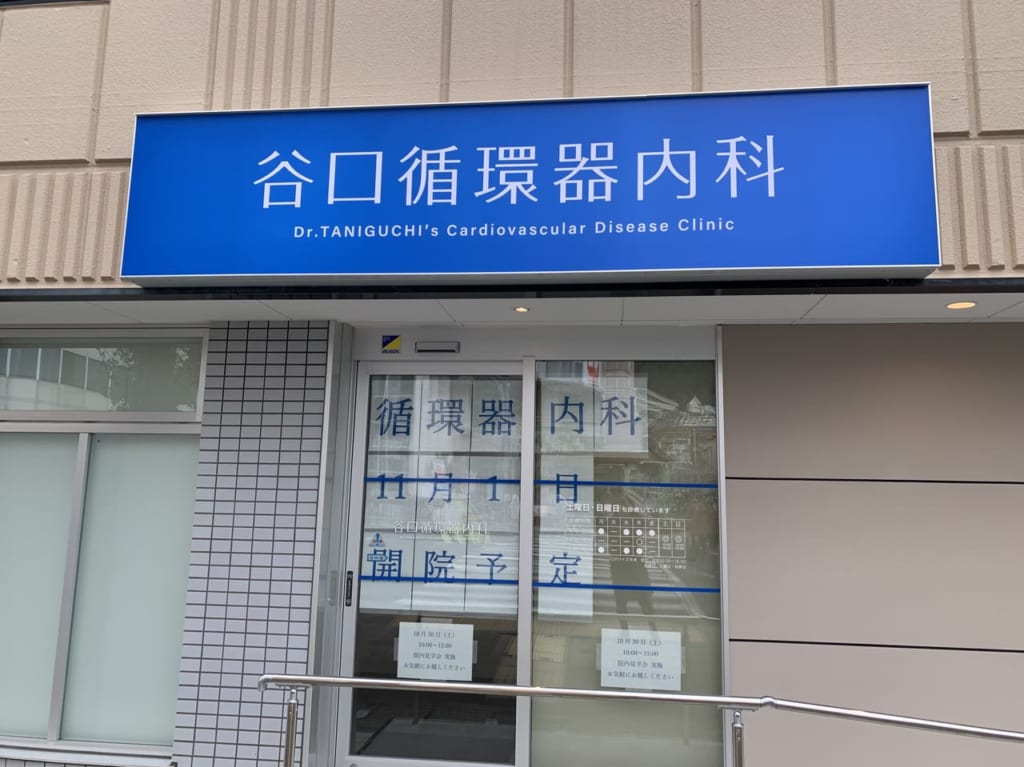 谷口循環器内科
Dr.TANIGUCHI's Cardiovascular Disease Clinic
循環器内科
11月1日
土曜日・日曜日も診療しています
谷口循環器内科
開院予定
10月30日(土)
10:00〜15:00
院内見学会 実施
お気軽にお越しください
10月30日(土)
10:00〜15:00
院内見学会 実施
お気軽にお越しください